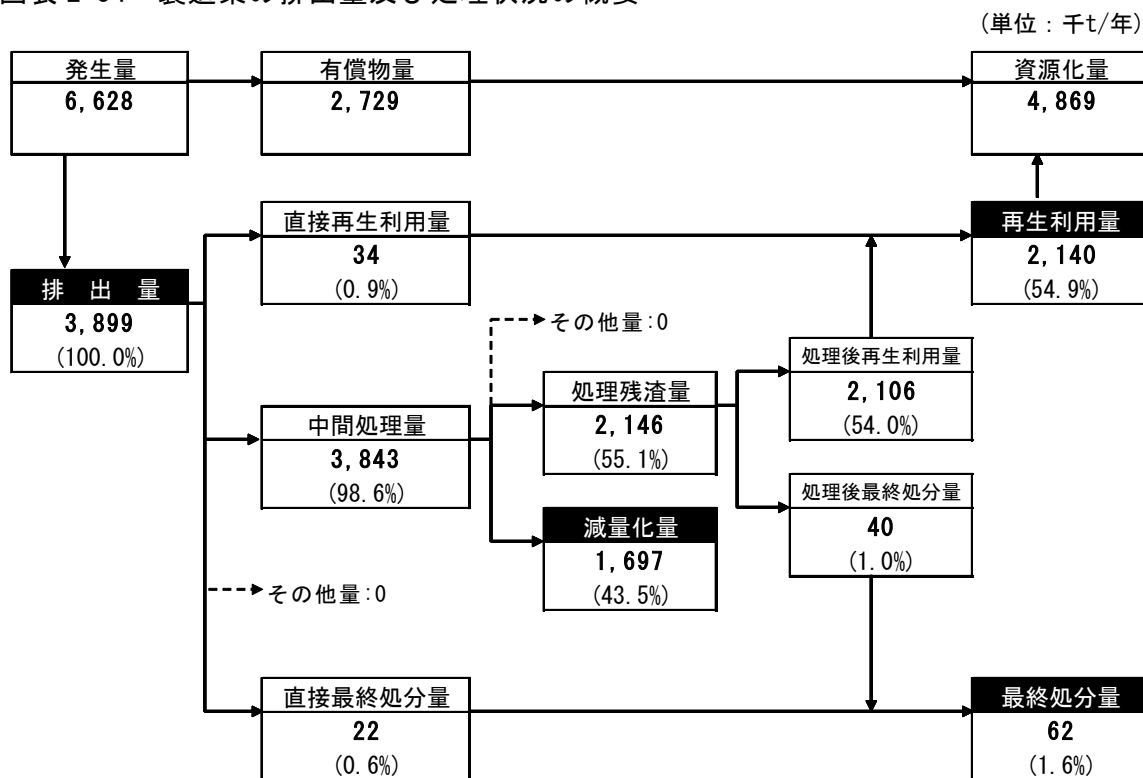 (単位：千t/年)
発生量
6,628
有償物量
2,729
資源化量
4,869
直接再生利用量
34
(0.9%)
再生利用量
2,140
(54.9%)
排出量
3,899
(100.0%)
その他量:0
処理後再生利用量
2,106
(54.0%)
処理残渣量
2,146
(55.1%)
中間処理量
3,843
(98.6%)
処理後最終処分量
40
(1.0%)
減量化量
1,697
(43.5%)
その他量:0
直接最終処分量
22
(0.6%)
最終処分量
62
(1.6%)